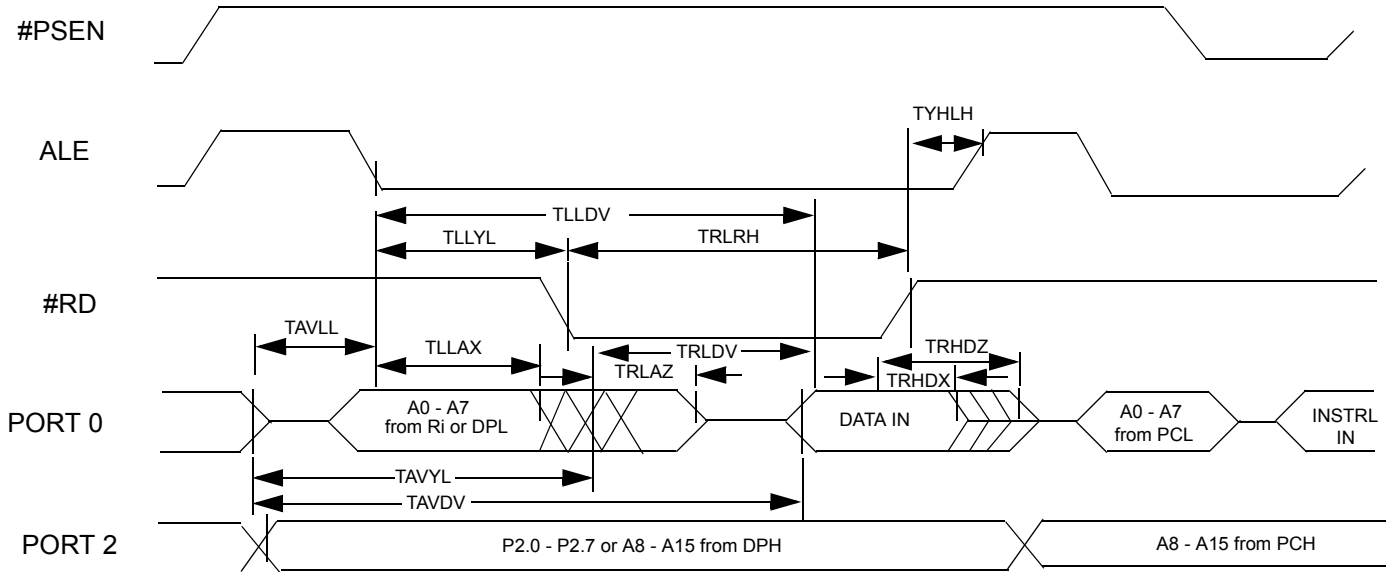 #PSEN
TYHLH
ALE
TLLDV
TLLYL
TRLRH
#RD
TAVLL
TLLAX
TRLDV
TRHDZ
TRLAZ
TRHDX
PORT 0
A0 - A7
from Ri or DPL
DATA IN
A0 - A7
from PCL
INSTRL
IN
TAVYL
TAVDV
PORT 2
P2.0 - P2.7 or A8 - A15 from DPH
A8 - A15 from PCH